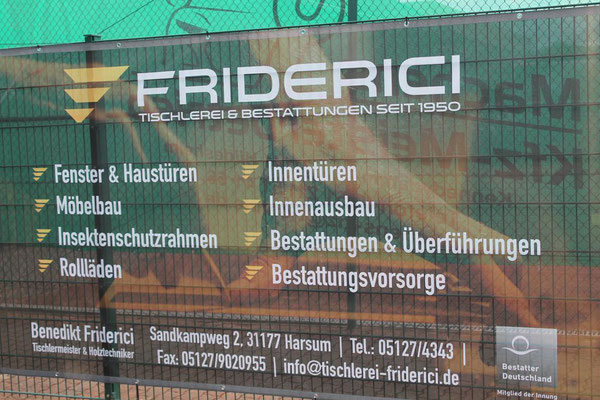 FRIDERICI
TISCHLEREI & BESTATTUNGEN SEIT 1950
Fenster & Haustüren
Möbelbau
Insektenschutzrahmen
Rollläden
Innentüren
Innenausbau
Bestattungen & Überführungen
Bestattungsvorsorge
Benedikt Friderici
Tischlermeister & Holztechniker
Sandkampweg 2, 31177 Harsum | Tel.: 05127/4343 |
Fax: 05127/9020955 | info@tischlerei-friderici.de
Bestatter
Deutschland
Mitglied der Innung